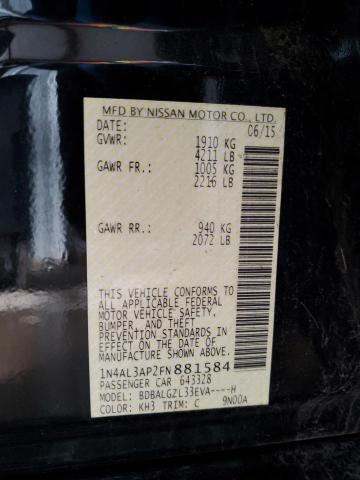 MFD BY NISSAN MOTOR CO., LTD.
DATE: 06/15
GVWR: 1910 KG
4211 LB
GAWR FR.: 1005 KG
2216 LB
GAWR RR.: 940 KG
2072 LB
THIS VEHICLE CONFORMS TO
ALL APPLICABLE FEDERAL
MOTOR VEHICLE SAFETY,
BUMPER, AND THEFT
PREVENTION STANDARDS IN
EFFECT ON THE DATE OF
MANUFACTURE SHOWN ABOVE.
1N4AL3AP2FN881584
PASSENGER CAR 643328
MODEL: BDBALGZL33EVA----H
COLOR: KH3 TRIM: C 9N00A